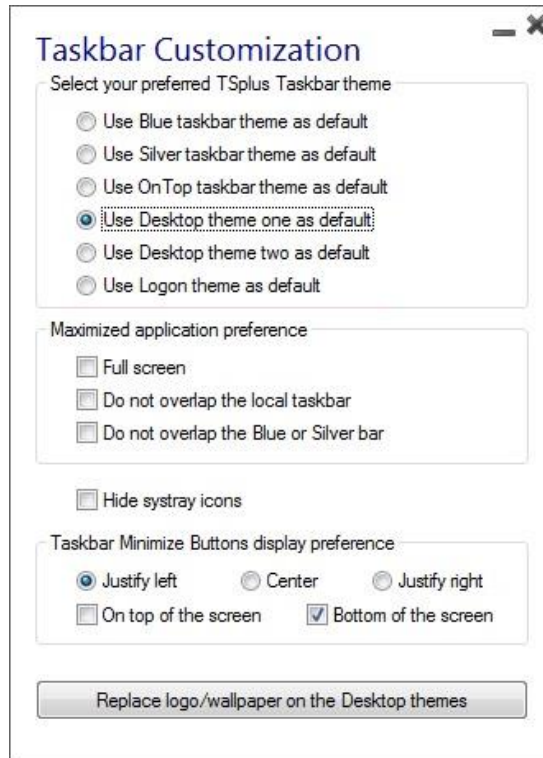 Taskbar Customization
Select your preferred TSplus Taskbar theme
Use Blue taskbar theme as default
Use Silver taskbar theme as default
Use OnTop taskbar theme as default
Use Desktop theme one as default
Use Desktop theme two as default
Use Logon theme as default
Maximized application preference
Full screen
Do not overlap the local taskbar
Do not overlap the Blue or Silver bar
Hide systray icons
Taskbar Minimize Buttons display preference
Justify left Center Justify right
On top of the screen Bottom of the screen
Replace logo/wallpaper on the Desktop themes